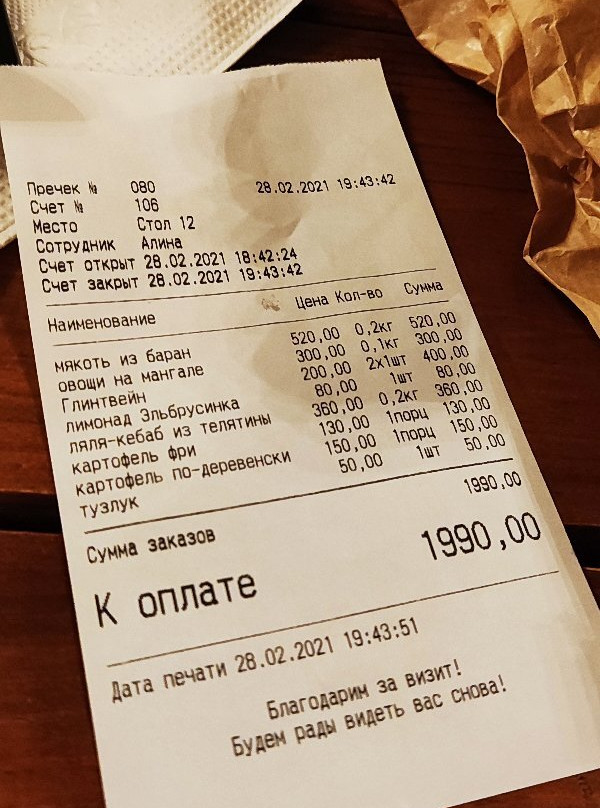 Пречек № 080 28.02.2021 19:43:42
Счет № 106
Место Стол 12
Сотрудник Алина
Счет открыт 28.02.2021 18:42:24
Счет закрыт 28.02.2021 19:43:42
Наименование Цена Кол-во Сумма
мякоть из баран 520,00 0,2кг 520,00
овощи на мангале 300,00 0,1кг 300,00
Глинтвейн 200,00 2x1шт 400,00
лимонад Эльбрусинка 80,00 1шт 80,00
ляля-кебаб из телятины 360,00 0,2кг 360,00
картофель фри 130,00 1порц 130,00
картофель по-деревенски 150,00 1порц 150,00
тузлук 50,00 1шт 50,00
Сумма заказов 1990,00
К оплате 1990,00
Дата печати 28.02.2021 19:43:51
Благодарим за визит!
Будем рады видеть вас снова!